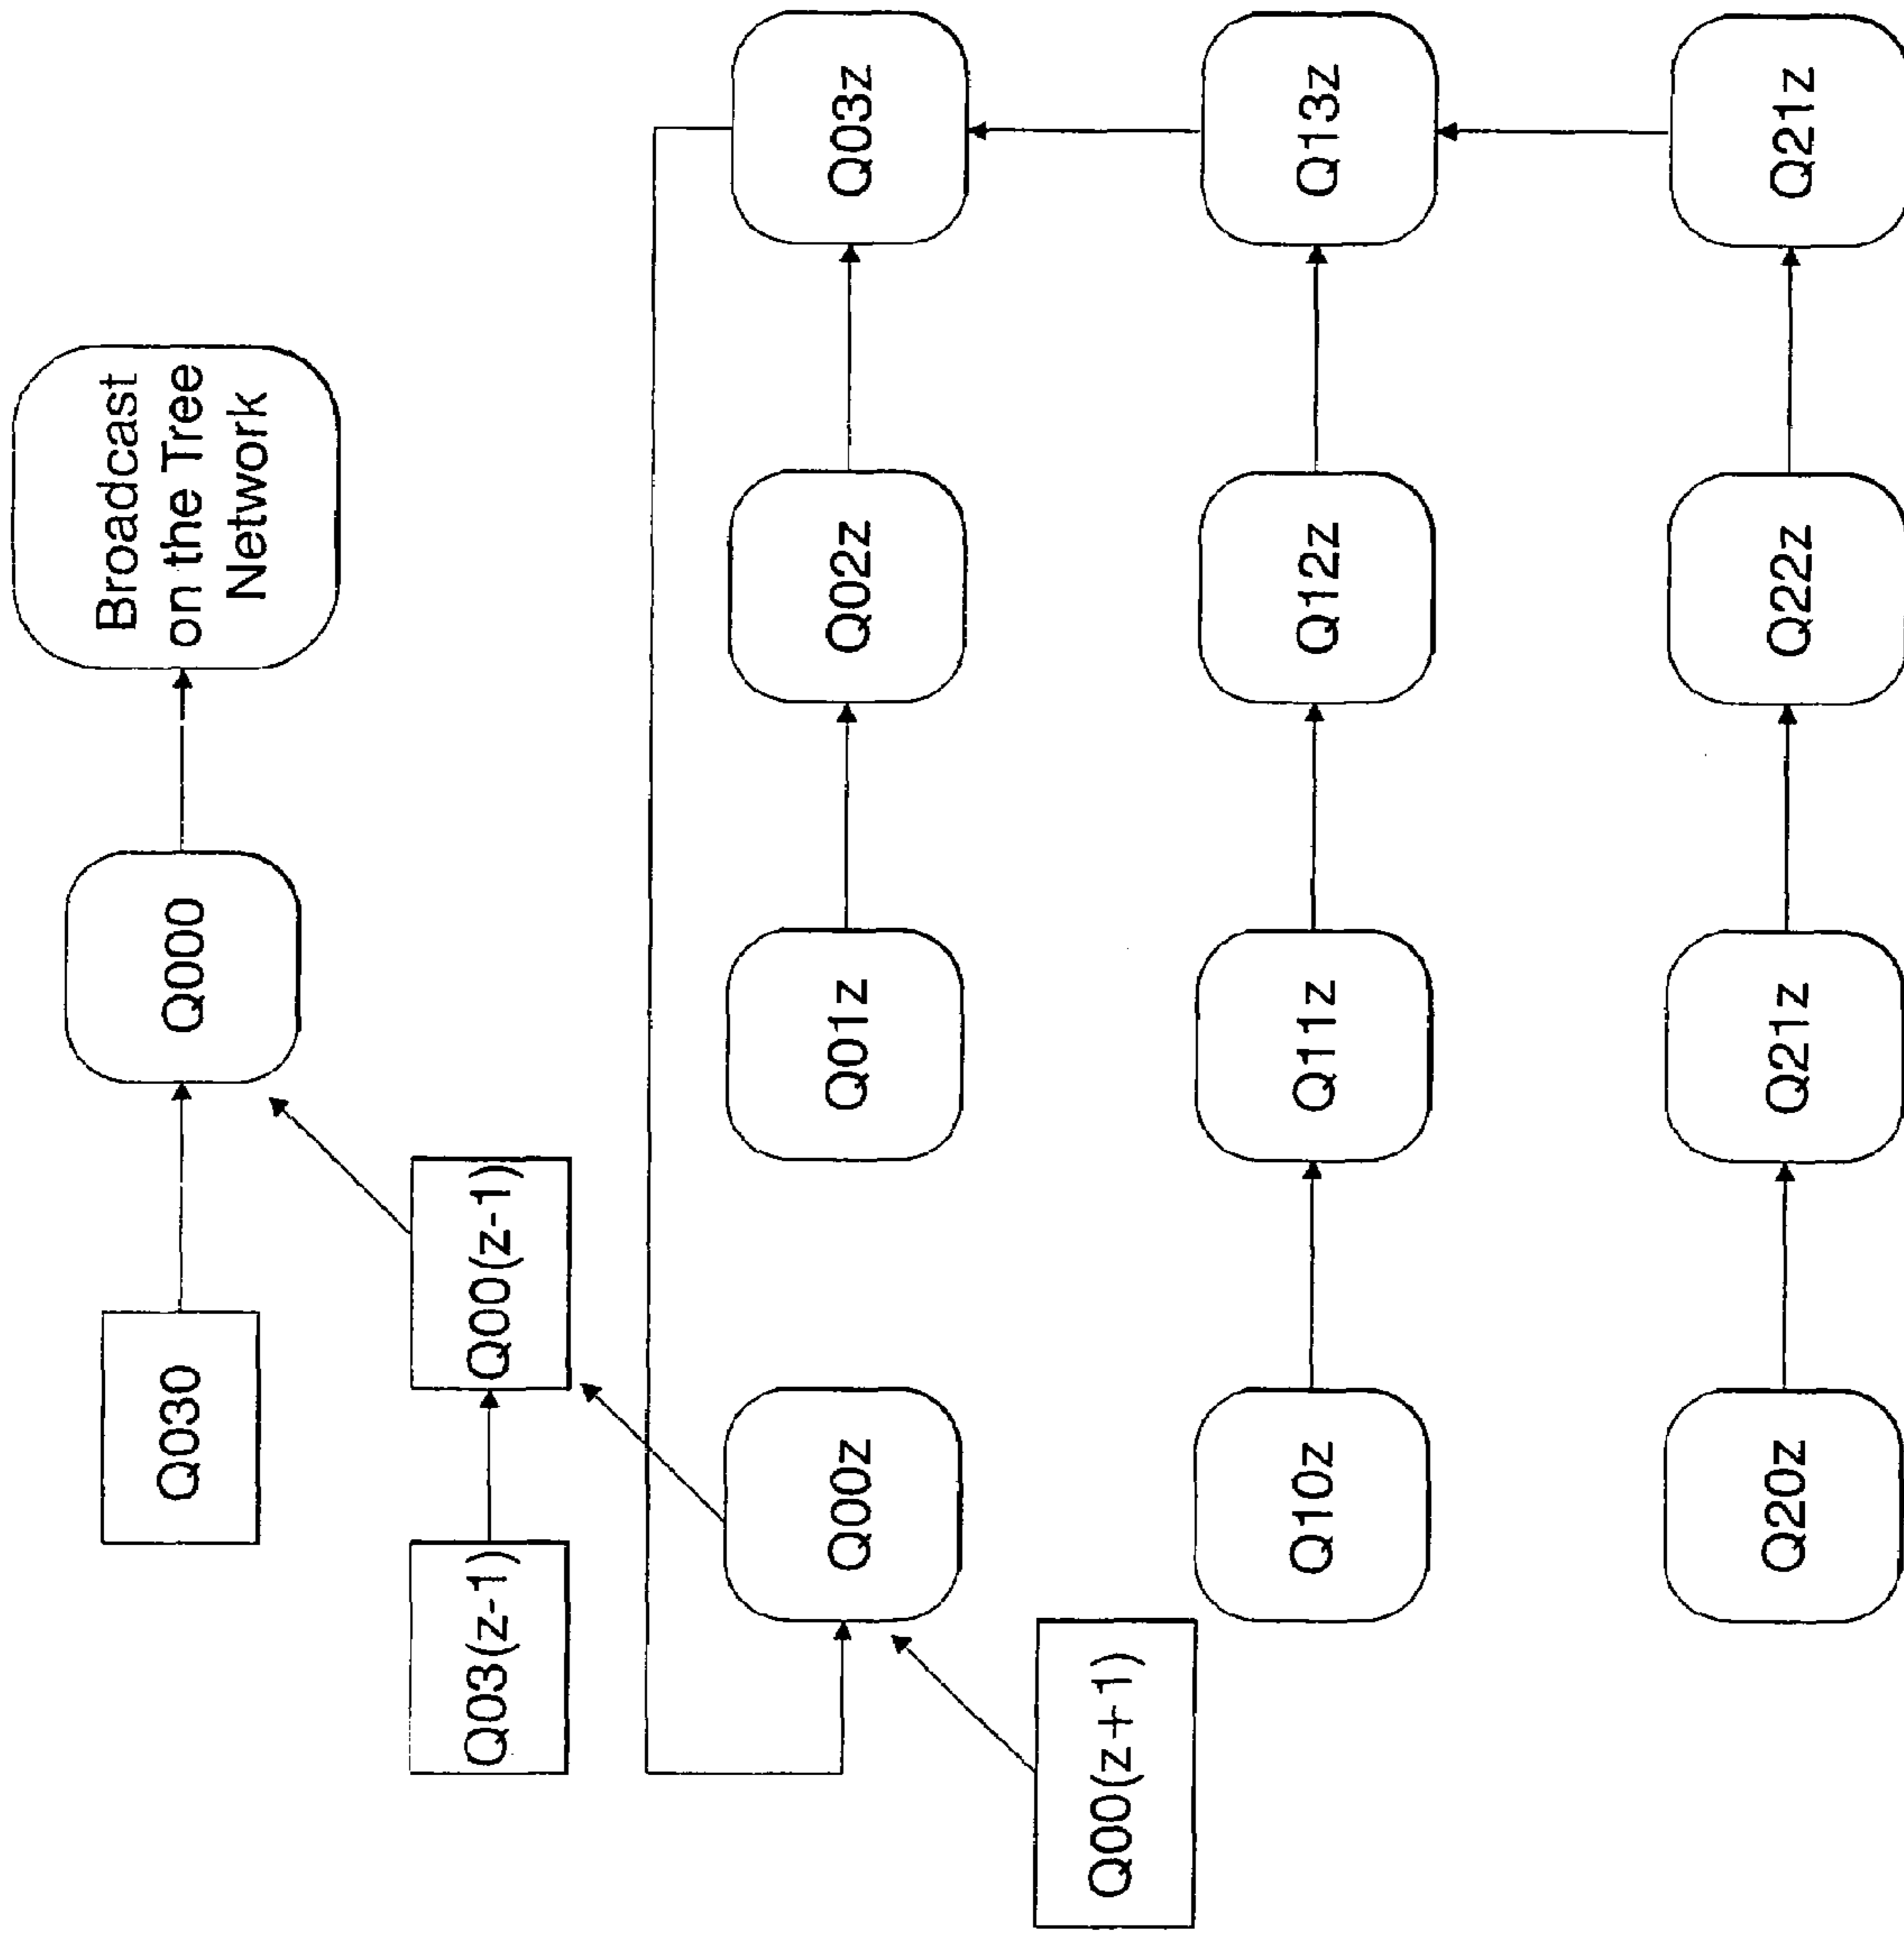 Q030
Q000
Broadcast
on the Tree
Network
Q03(z-1)
Q00(z-1)
Q00z
Q01z
Q02z
Q03z
Q00(z+1)
Q10z
Q11z
Q12z
Q13z
Q20z
Q21z
Q22z
Q21z